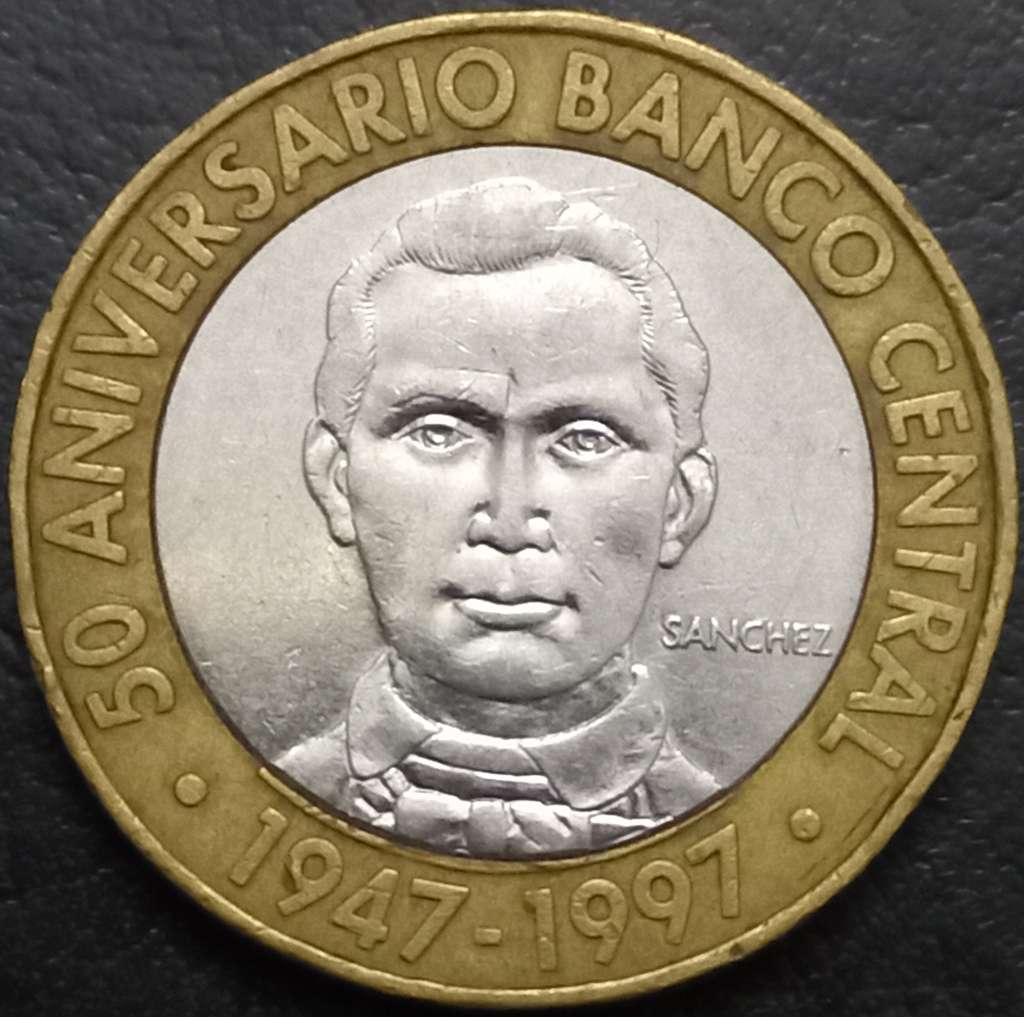 50 ANIVERSARIO BANCO CENTRAL
SANCHEZ
• 1947-1997 •